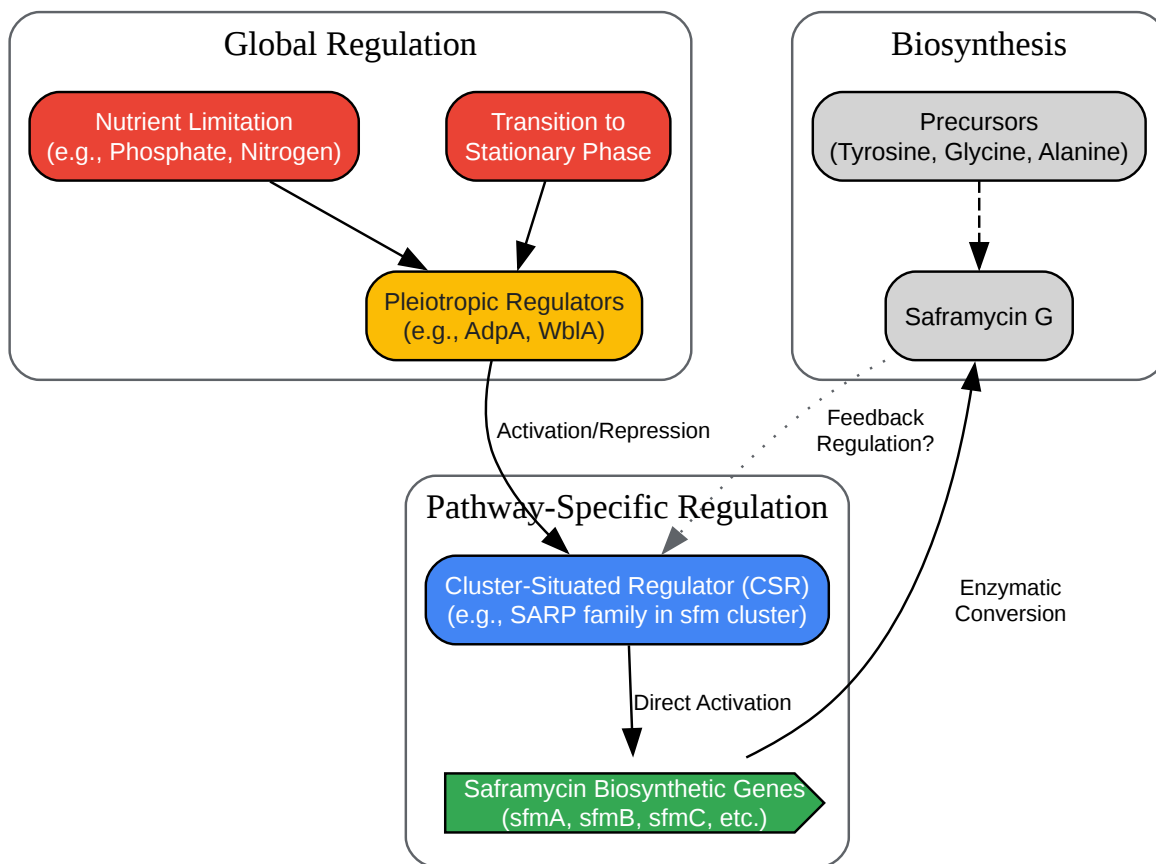 Global Regulation
Nutrient Limitation
(e.g., Phosphate, Nitrogen)
Transition to
Stationary Phase
Pleiotropic Regulators
(e.g., AdpA, WblA)
Biosynthesis
Precursors
(Tyrosine, Glycine, Alanine)
Saframycin G
Activation/Repression
Feedback
Regulation?
Pathway-Specific Regulation
Cluster-Situated Regulator (CSR)
(e.g., SARP family in sfm cluster)
Enzymatic
Conversion
Direct Activation
Saframycin Biosynthetic Genes
(sfmA, sfmB, sfmC, etc.)